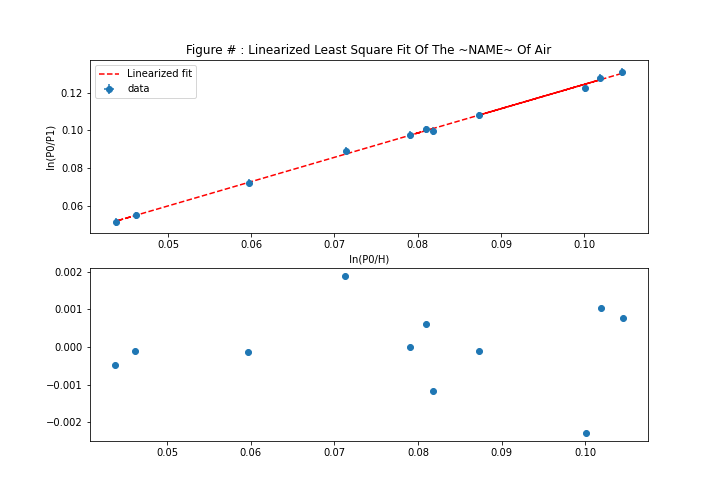 Figure # : Linearized Least Square Fit Of The ~NAME~ Of Air
Linearized fit
data
ln(P0/P1)
0.12
0.10
0.08
0.06
0.05 0.06 0.07 0.08 0.09 0.10
ln(P0/H)
0.002
0.001
0.000
−0.001
−0.002
0.05 0.06 0.07 0.08 0.09 0.10